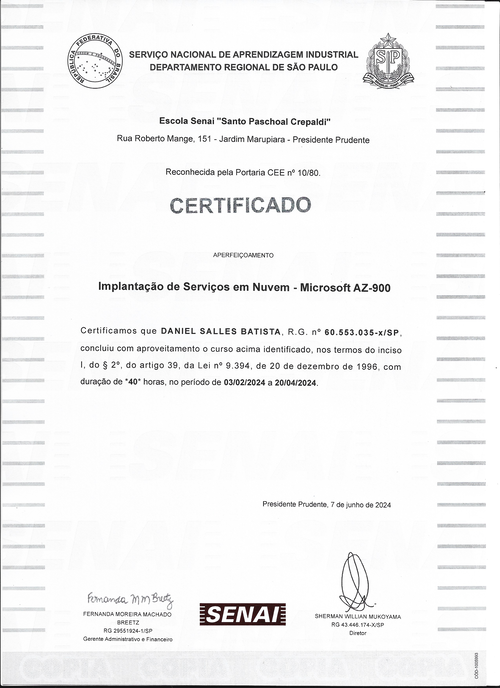 REPÚBLICA FEDERATIVA DO BRASIL
SERVIÇO NACIONAL DE APRENDIZAGEM INDUSTRIAL
DEPARTAMENTO REGIONAL DE SÃO PAULO
SP
Escola Senai "Santo Paschoal Crepaldi"
Rua Roberto Mange, 151 - Jardim Marupiara - Presidente Prudente
Reconhecida pela Portaria CEE nº 10/80.
CERTIFICADO
APERFEIÇOAMENTO
Implantação de Serviços em Nuvem - Microsoft AZ-900
Certificamos que DANIEL SALLES BATISTA, R.G. nº 60.553.035-x/SP,
concluiu com aproveitamento o curso acima identificado, nos termos do inciso
I, do § 2º, do artigo 39, da Lei nº 9.394, de 20 de dezembro de 1996, com
duração de "40" horas, no período de 03/02/2024 a 20/04/2024.
SENAI
Presidente Prudente, 7 de junho de 2024
Fernanda M M Breetz
FERNANDA MOREIRA MACHADO
BREETZ
RG 29551924-1/SP
Gerente Administrativo e Financeiro
SENAI
SHERMAN WILLIAN MUKOYAMA
RG 43.446.174-X/SP
Diretor
COPIA COPIA COPIA